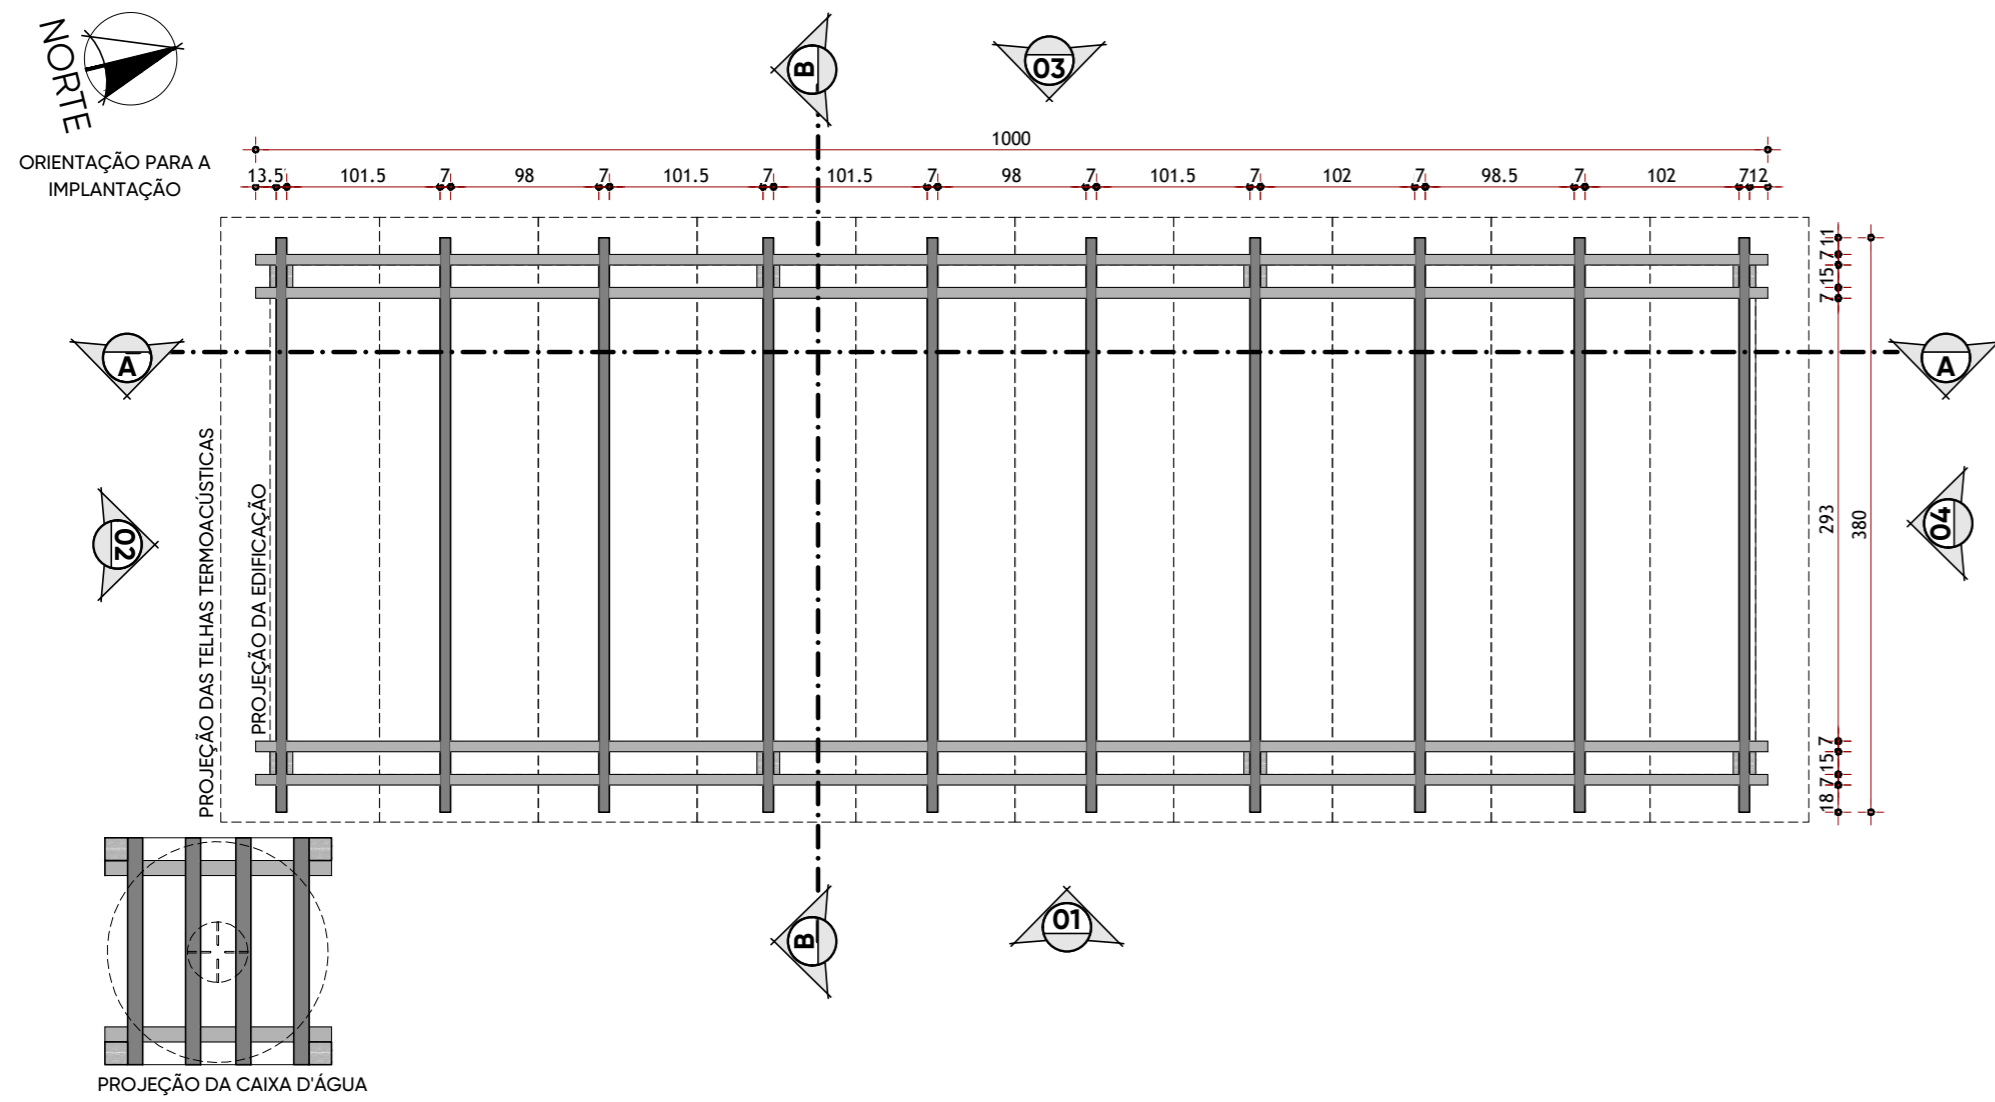 NORTE
ORIENTAÇÃO PARA A
IMPLANTAÇÃO
B
03
1000
13.5 101.5 7 98 7 101.5 7 101.5 7 98 7 101.5 7 102 7 98.5 7 102 7 12
11
7
15
7
A
A
PROJEÇÃO DAS TELHAS TERMOACÚSTICAS
PROJEÇÃO DA EDIFICAÇÃO
02
293
380
04
7
15
7
18
B
01
PROJEÇÃO DA CAIXA D'ÁGUA